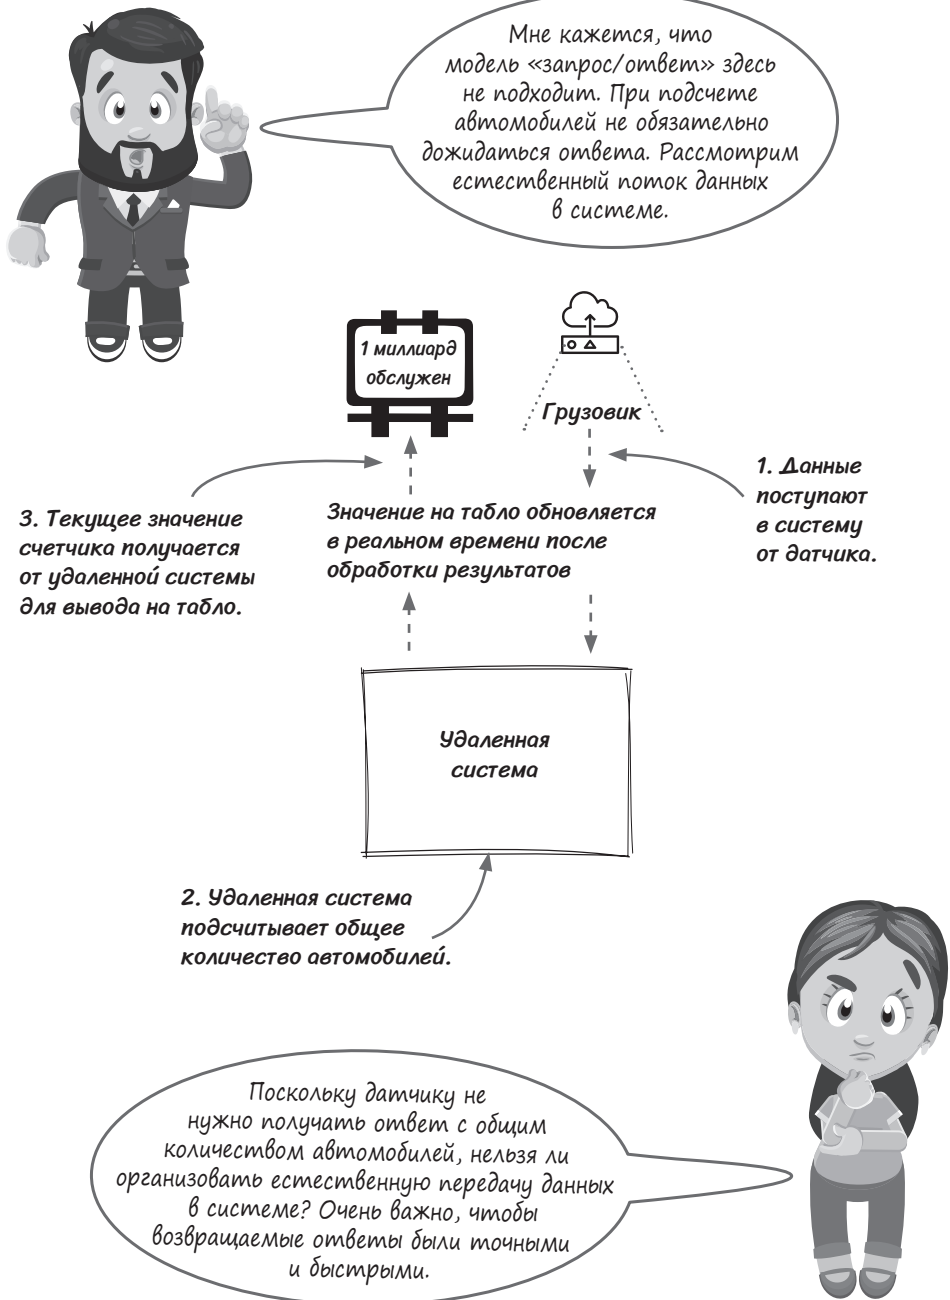 Мне кажется, что
модель «запрос/ответ» здесь
не подходит. При подсчете
автомобилей не обязательно
дожидаться ответа. Рассмотрим
естественный поток данных
в системе.
1 миллиард
обслужен
Грузовик
1. Данные
поступают
в систему
от датчика.
3. Текущее значение
счетчика получается
от удаленной системы
для вывода на табло.
Значение на табло обновляется
в реальном времени после
обработки результатов
Удаленная
система
2. Удаленная система
подсчитывает общее
количество автомобилей.
Поскольку датчику не
нужно получать ответ с общим
количеством автомобилей, нельзя ли
организовать естественную передачу данных
в системе? Очень важно, чтобы
возвращаемые ответы были точными
и быстрыми.